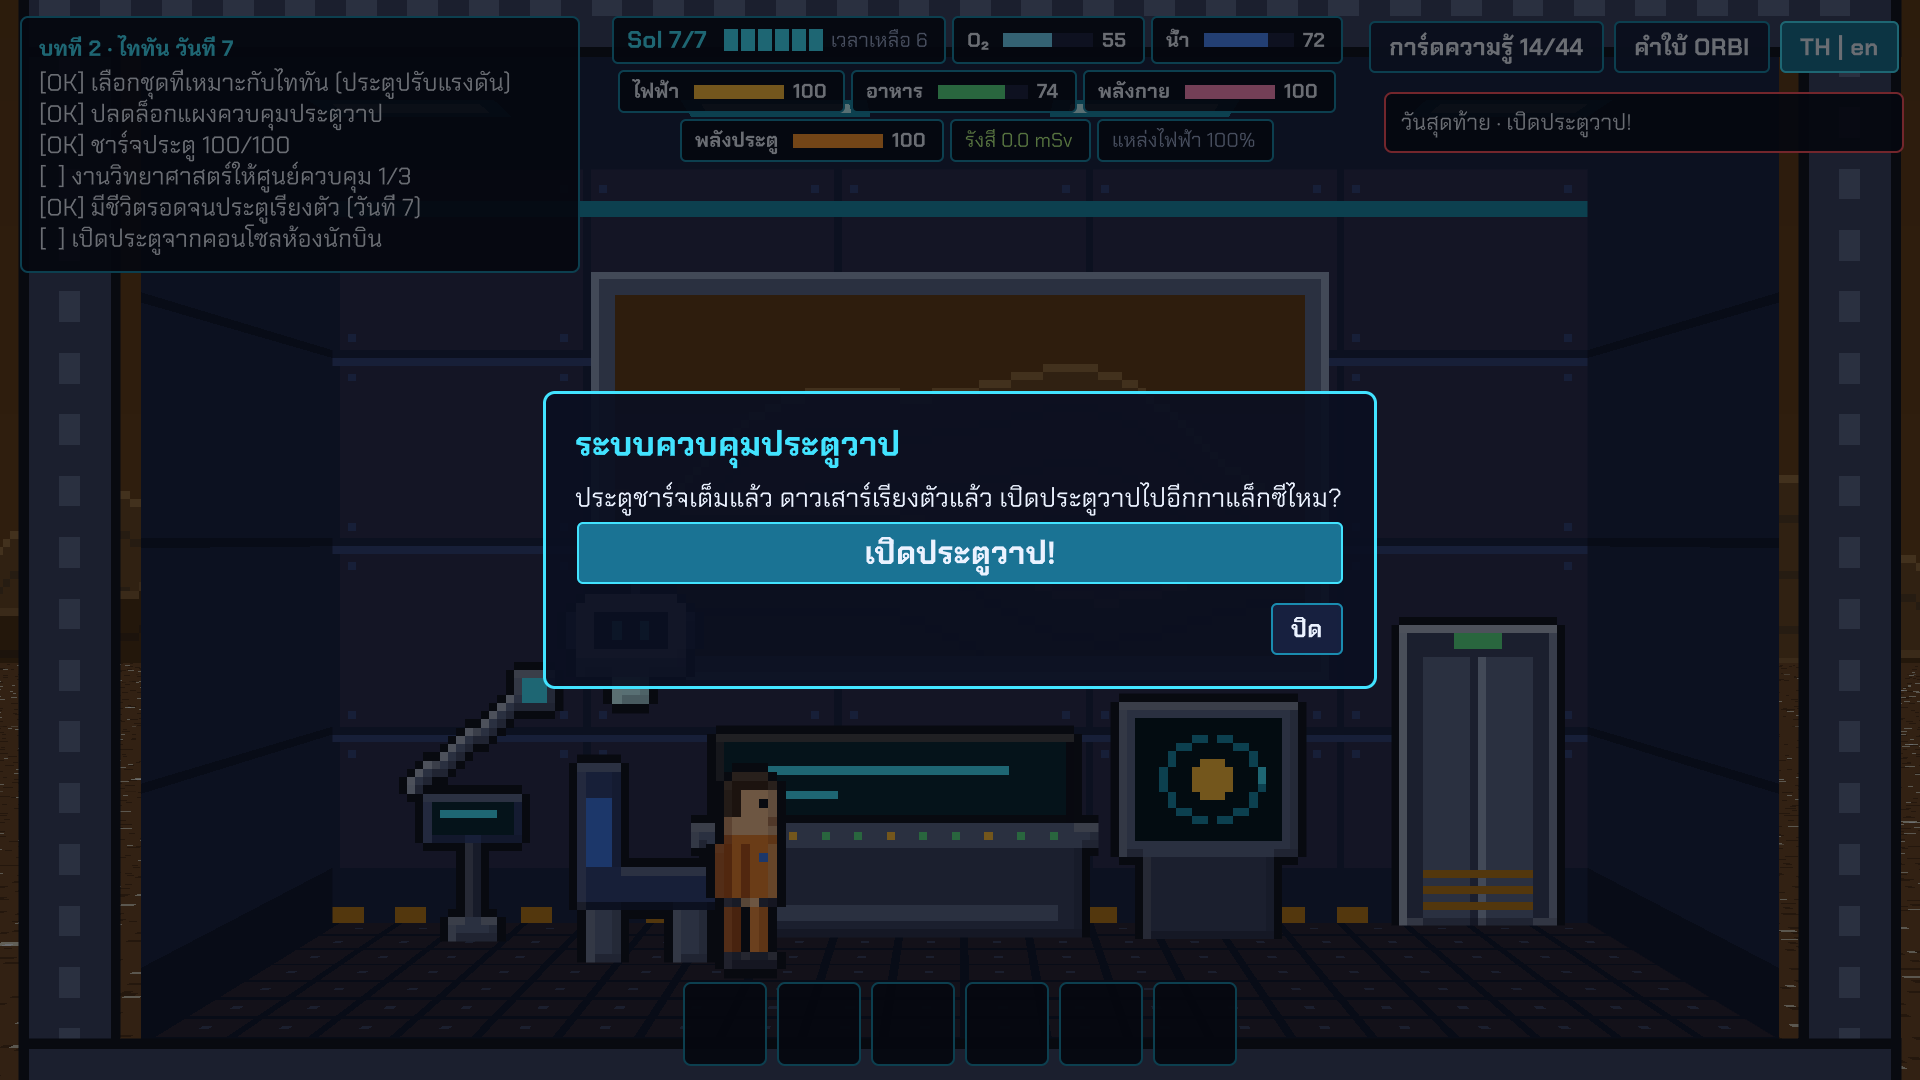 บทที่ 2 · ไททัน วันที่ 7
[OK] เลือกชุดที่เหมาะกับไททัน (ประตูปรับแรงดัน)
[OK] ปลดล็อกแผงควบคุมประตูวาป
[OK] ชาร์จประตู 100/100
[ ] งานวิทยาศาสตร์ให้ศูนย์ควบคุม 1/3
[OK] มีชีวิตรอดจนประตูเรียงตัว (วันที่ 7)
[ ] เปิดประตูจากคอนโซลห้องนักบิน
Sol 7/7 เวลาเหลือ 6
O₂ 55
น้ำ 72
ไฟฟ้า 100
อาหาร 74
พลังกาย 100
พลังประตู 100
รังสี 0.0 mSv
แหล่งไฟฟ้า 100%
การ์ดความรู้ 14/44
คำใบ้ ORBI
TH | en
วันสุดท้าย · เปิดประตูวาป!
ระบบควบคุมประตูวาป
ประตูชาร์จเต็มแล้ว ดาวเสาร์เรียงตัวแล้ว เปิดประตูวาปไปอีกกาแล็กซีไหม?
เปิดประตูวาป!
ปิด